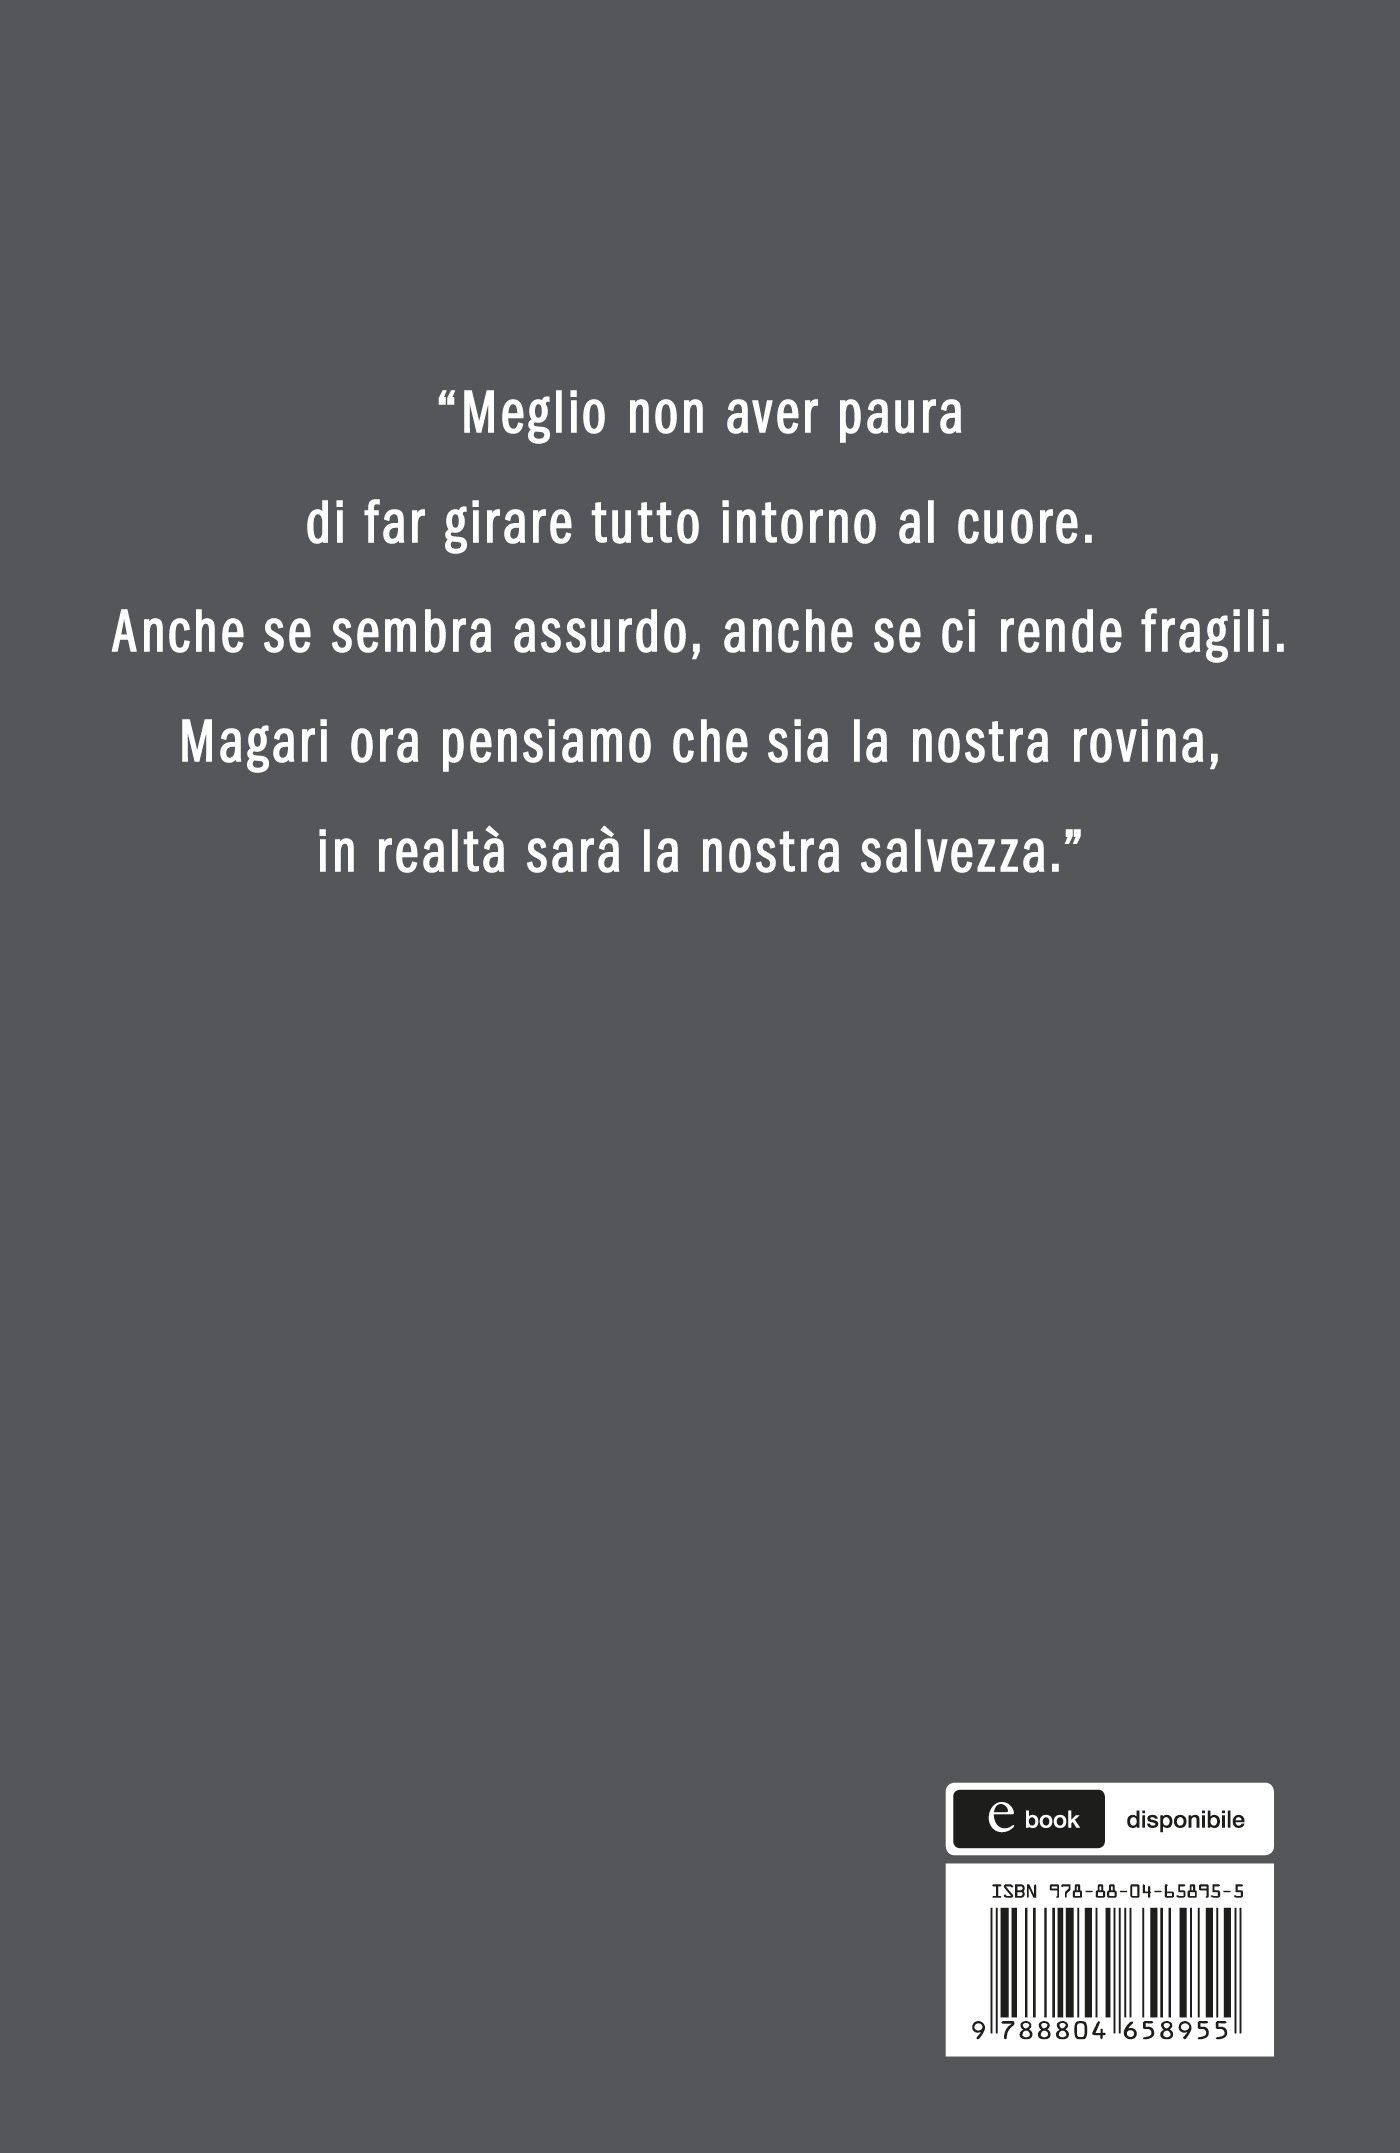 “Meglio non aver paura
di far girare tutto intorno al cuore.
Anche se sembra assurdo, anche se ci rende fragili.
Magari ora pensiamo che sia la nostra rovina,
in realtà sarà la nostra salvezza.”
e book disponibile
ISBN 978-88-04-65895-5
9 788804 658955